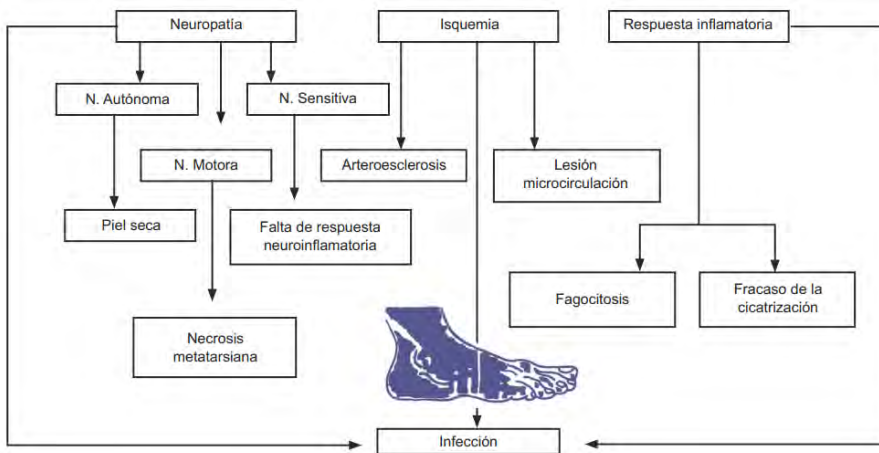 Neuropatía
Isquemia
Respuesta inflamatoria
N. Autónoma
N. Sensitiva
N. Motora
Arteroesclerosis
Lesión
microcirculación
Piel seca
Falta de respuesta
neuroinflamatoria
Fagocitosis
Fracaso de la
cicatrización
Necrosis
metatarsiana
Infección